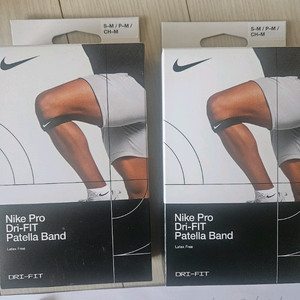 S-M / P-M /
CH-M
Nike Pro
Dri-FIT
Patella Band
Latex Free
DRI-FIT
S-M / P-M /
CH-M
Nike Pro
Dri-FIT
Patella Band
Latex Free
DRI-FIT